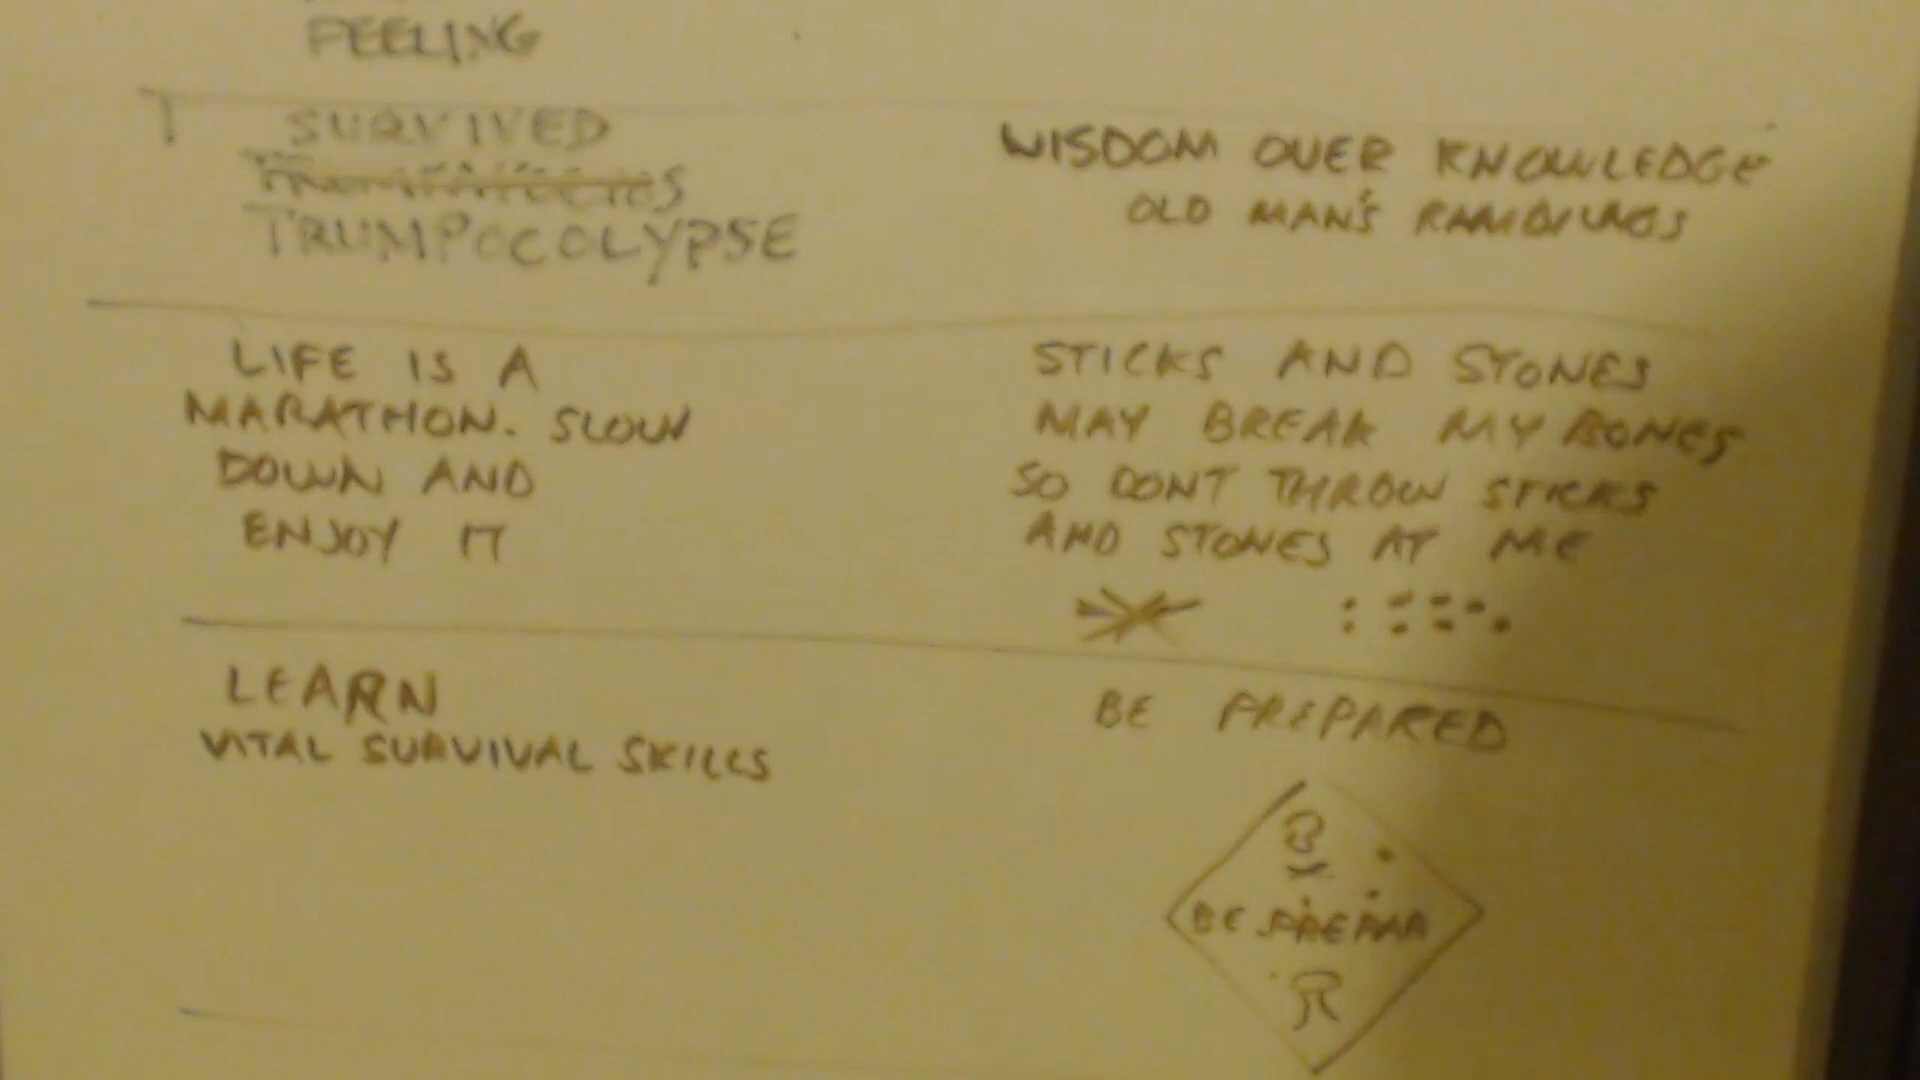 FEELING
I SURVIVED
TRUMPOCOLYPSE
WISDOM OVER KNOWLEDGE
OLD MAN'S RAMBLINGS
LIFE IS A
MARATHON. SLOW
DOWN AND
ENJOY IT
STICKS AND STONES
MAY BREAK MY BONES
SO DONT THROW STICKS
AND STONES AT ME
LEARN
VITAL SURVIVAL SKILLS
BE PREPARED
BE